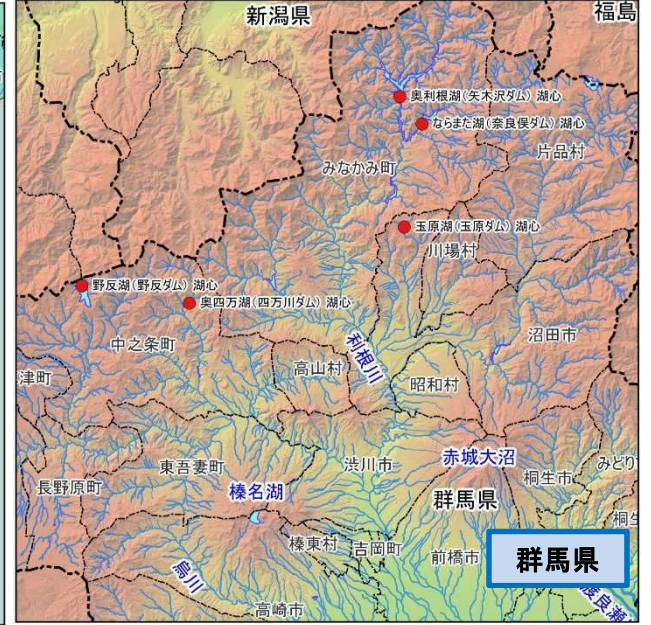 新潟県
福島
奥利根湖(矢木沢ダム)湖心
ならまた湖(奈良俣ダム)湖心
片品村
みなかみ町
玉原湖(玉原ダム)湖心
川場村
野反湖(野反ダム)湖心
奥四万湖(四万川ダム)湖心
沼田市
中之条町
利根川
高山村
昭和村
津町
赤城大沼
みどり
東吾妻町
渋川市
桐生市
長野原町
榛名湖
群馬県
桐生
榛東村
吉岡町
前橋市
群馬県
烏川
渡良瀬
高崎市